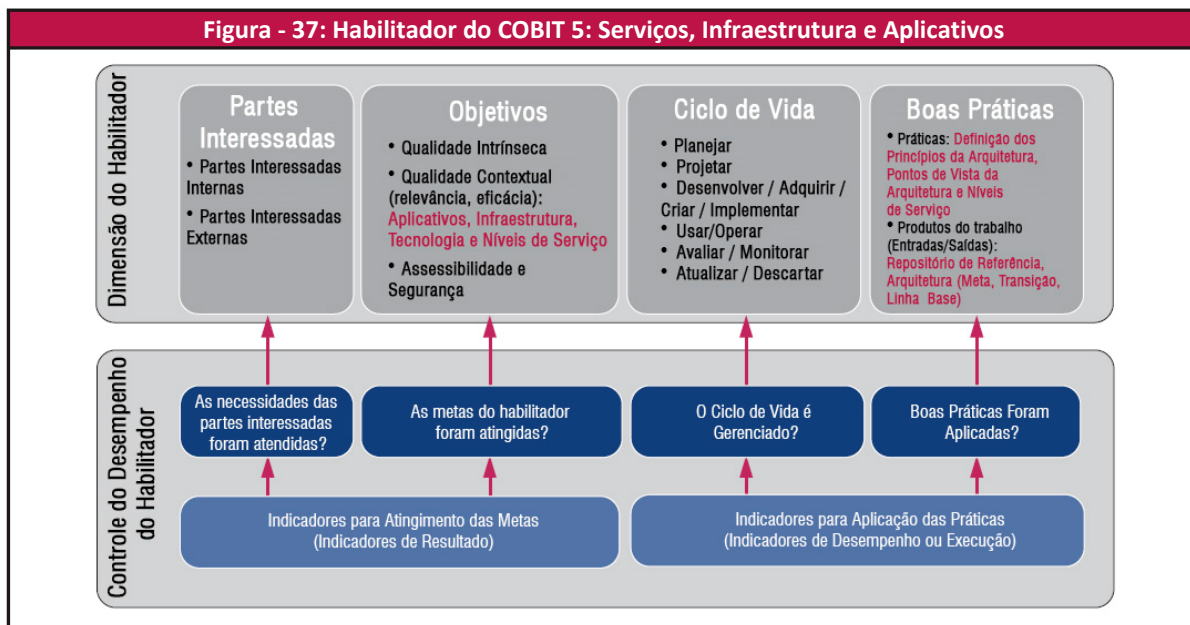 Figura - 37: Habilitador do COBIT 5: Serviços, Infraestrutura e Aplicativos
Dimensão do Habilitador
Partes
Interessadas
• Partes Interessadas
Internas
• Partes Interessadas
Externas
Objetivos
• Qualidade Intrínseca
• Qualidade Contextual
(relevância, eficácia):
Aplicativos, Infraestrutura,
Tecnologia e Níveis de Serviço
• Assessibilidade e
Segurança
Ciclo de Vida
• Planejar
• Projetar
• Desenvolver / Adquirir /
Criar / Implementar
• Usar/Operar
• Avaliar / Monitorar
• Atualizar / Descartar
Boas Práticas
• Práticas: Definição dos
Princípios da Arquitetura,
Pontos de Vista da
Arquitetura e Níveis
de Serviço
• Produtos do trabalho
(Entradas/Saídas):
Repositório de Referência,
Arquitetura (Meta, Transição,
Linha Base)
Controle do Desempenho
do Habilitador
As necessidades das
partes interessadas
foram atendidas?
As metas do habilitador
foram atingidas?
O Ciclo de Vida é
Gerenciado?
Boas Práticas Foram
Aplicadas?
Indicadores para Atingimento das Metas
(Indicadores de Resultado)
Indicadores para Aplicação das Práticas
(Indicadores de Desempenho ou Execução)